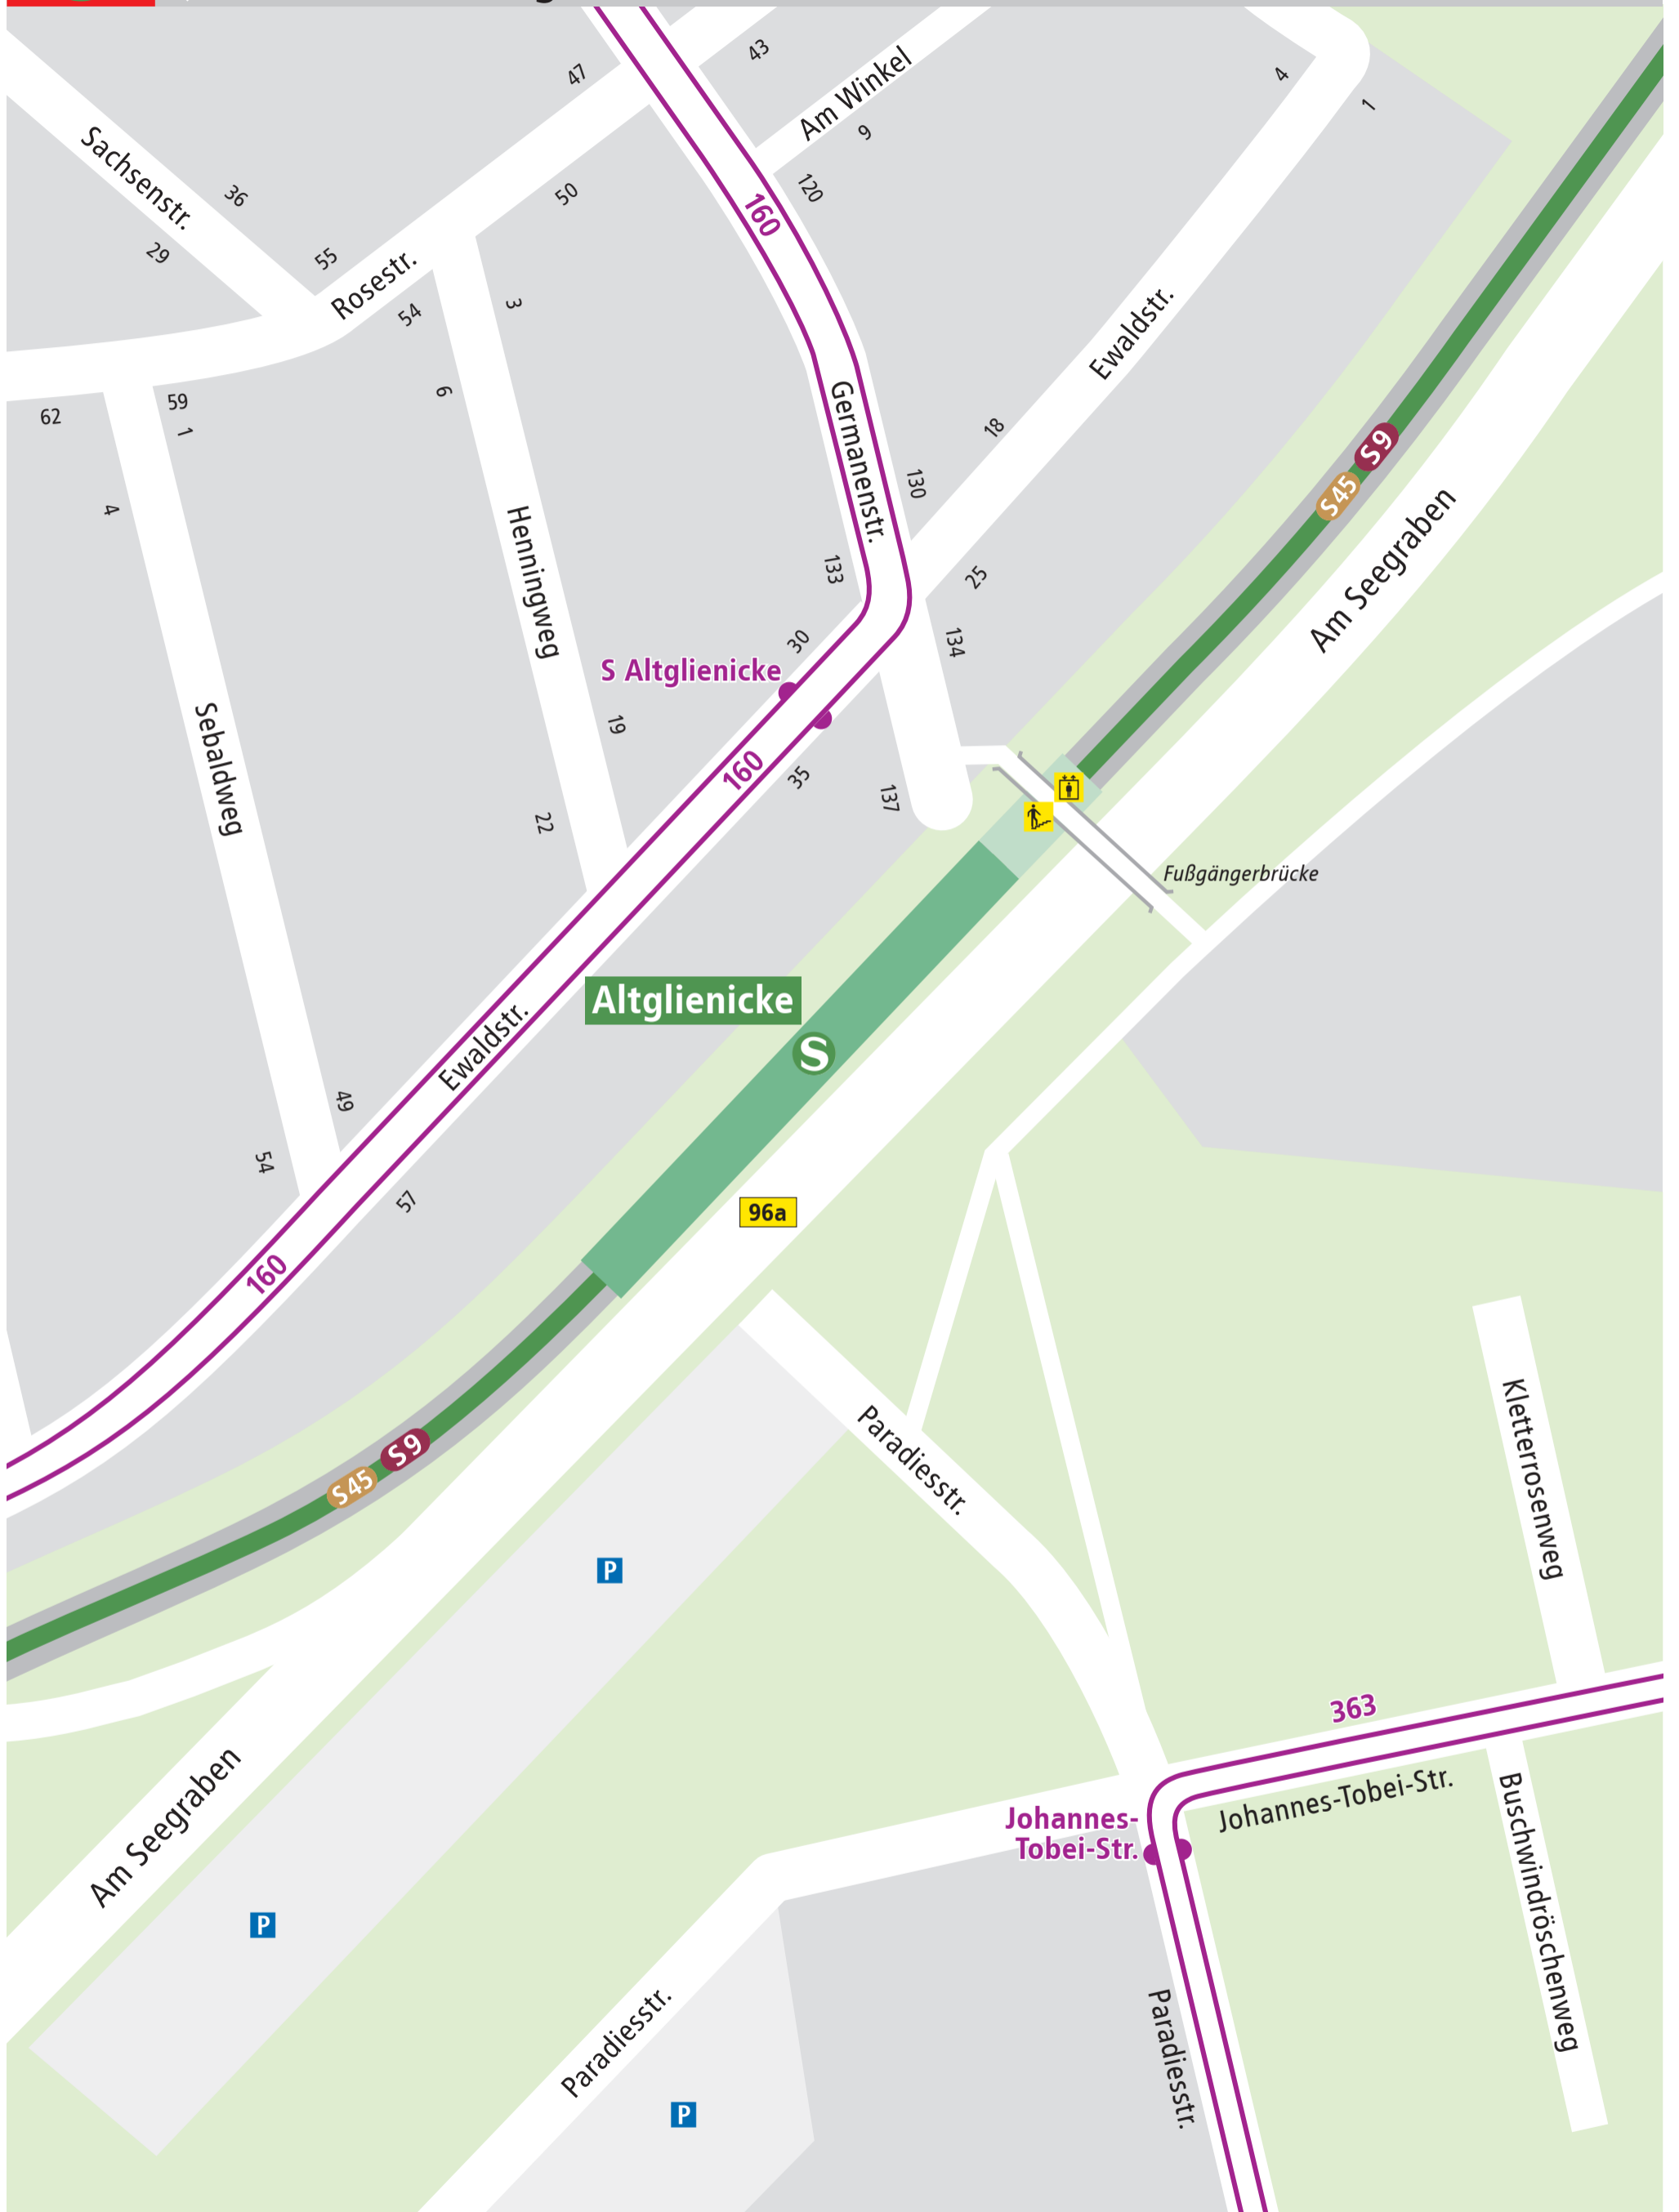 47
43
Am Winkel
9
4
1
Sachsenstr.
36
29
50
120
160
55
Rosestr.
54
3
Ewaldstr.
6
62
59
1
4
Germanenstr.
18
130
S9
S45
Am Seegraben
Henningweg
133
25
30
134
S Altglienicke
19
160
35
137
Sebaldweg
22
Fußgängerbrücke
Altglienicke
S
Ewaldstr.
49
54
57
96a
160
Paradiesstr.
Kletterrosenweg
S9
S45
P
363
Am Seegraben
Johannes-Tobei-Str.
Johannes-
Tobei-Str.
Buschwindröschenweg
P
Paradiesstr.
Paradiesstr.
P